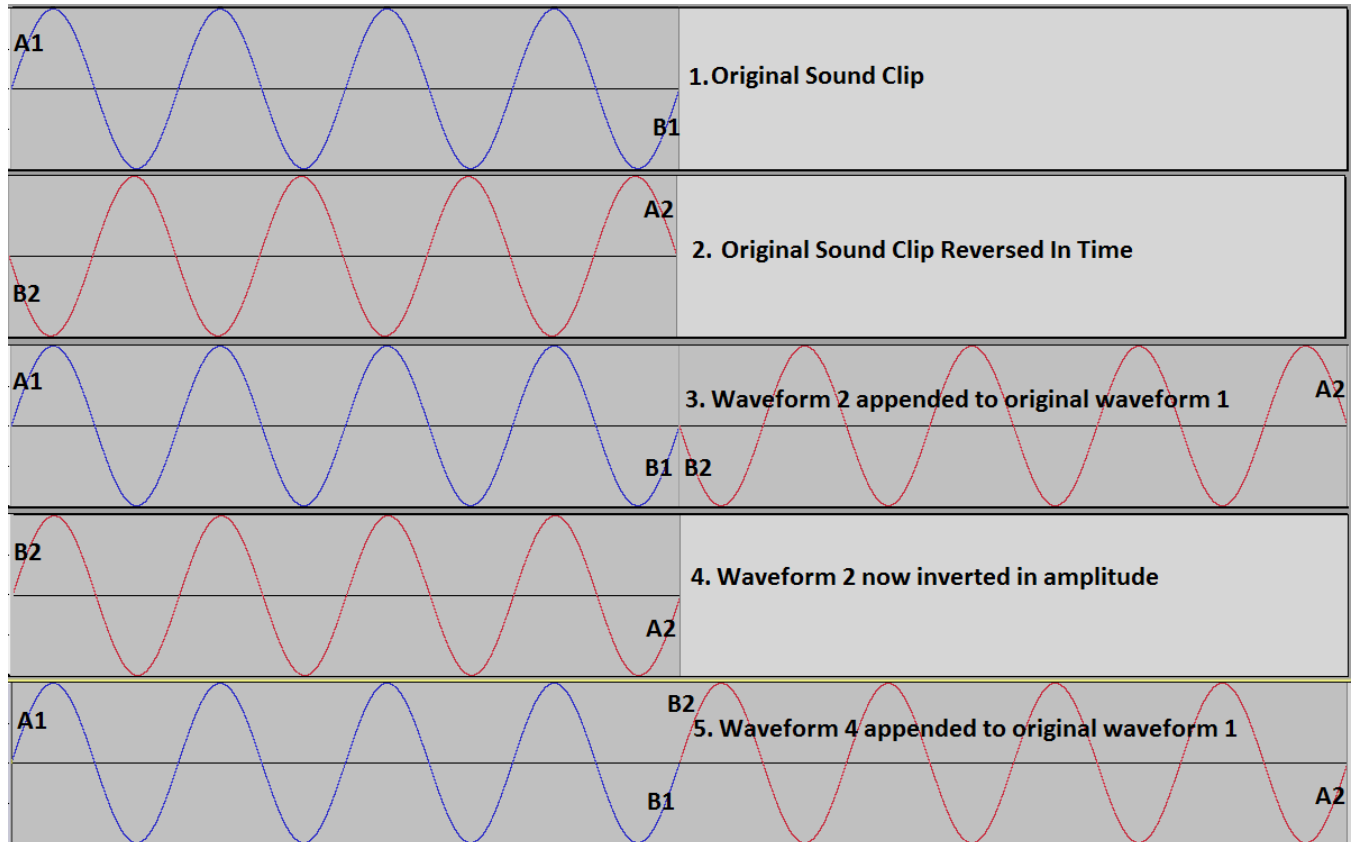 A1
1.Original Sound Clip
B1
A2
2. Original Sound Clip Reversed In Time
B2
A1
3. Waveform 2 appended to original waveform 1
A2
B1
B2
B2
4. Waveform 2 now inverted in amplitude
A2
B2
A1
5. Waveform 4 appended to original waveform 1
B1
A2